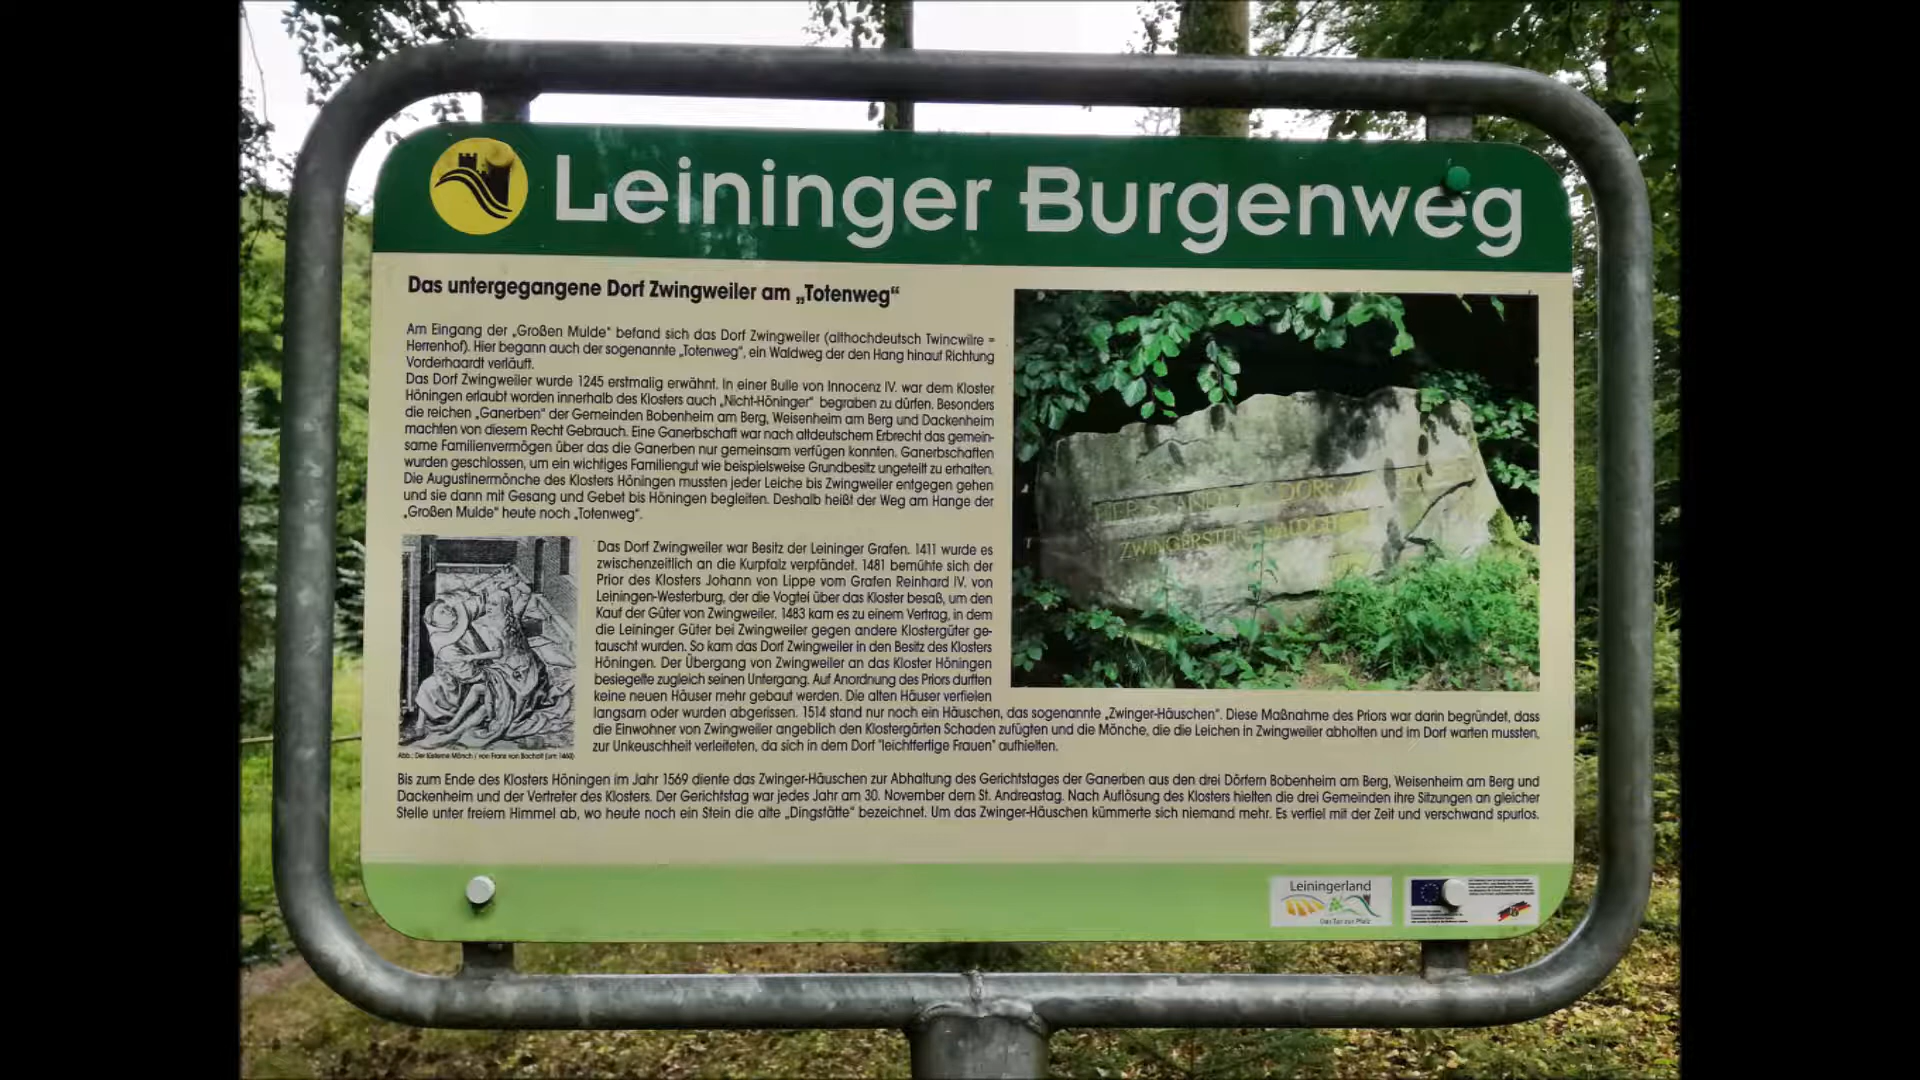 Leininger Burgenweg
Das untergegangene Dorf Zwingweiler am „Totenweg“
Am Eingang der „Großen Mulde“ befand sich das Dorf Zwingweiler (althochdeutsch Twincwilre =
Herrenhof). Hier begann auch der sogenannte „Totenweg“, ein Waldweg der den Hang hinauf Richtung
Vorderhaardt verläuft.
Das Dorf Zwingweiler wurde 1245 erstmalig erwähnt. In einer Bulle von Innocenz IV. war dem Kloster
Höningen erlaubt worden innerhalb des Klosters auch „Nicht-Höninger“ begraben zu dürfen. Besonders
die reichen „Ganerben“ der Gemeinden Bobenheim am Berg, Weisenheim am Berg und Dackenheim
machten von diesem Recht Gebrauch. Eine Ganerbschaft war nach altdeutschem Erbrecht das gemein-
same Familienvermögen über das die Ganerben nur gemeinsam verfügen konnten. Ganerbschaften
wurden geschlossen, um ein wichtiges Familiengut wie beispielsweise Grundbesitz ungeteilt zu erhalten.
Die Augustinermönche des Klosters Höningen mussten jeder Leiche bis Zwingweiler entgegen gehen
und sie dann mit Gesang und Gebet bis Höningen begleiten. Deshalb heißt der Weg am Hange der
„Großen Mulde“ heute noch „Totenweg“.
Das Dorf Zwingweiler war Besitz der Leininger Grafen. 1411 wurde es
zwischenzeitlich an die Kurpfalz verpfändet. 1481 bemühte sich der
Prior des Klosters Johann von Lippe vom Grafen Reinhard IV. von
Leiningen-Westerburg, der die Vogtei über das Kloster besaß, um den
Kauf der Güter von Zwingweiler. 1483 kam es zu einem Vertrag, in dem
die Leininger Güter bei Zwingweiler gegen andere Klostergüter ge-
tauscht wurden. So kam das Dorf Zwingweiler in den Besitz des Klosters
Höningen. Der Übergang von Zwingweiler an das Kloster Höningen
besiegelte zugleich seinen Untergang. Auf Anordnung des Priors durften
keine neuen Häuser mehr gebaut werden. Die alten Häuser verfielen
langsam oder wurden abgerissen. 1514 stand nur noch ein Häuschen, das sogenannte „Zwinger-Häuschen“. Diese Maßnahme des Priors war darin begründet, dass
die Einwohner von Zwingweiler angeblich den Klostergärten Schaden zufügten und die Mönche, die die Leichen in Zwingweiler abholten und im Dorf warten mussten,
zur Unkeuschheit verleiteten, da sich in dem Dorf "leichtfertige Frauen" aufhielten.
Abb.: Der lüsterne Mönch / von Franz von Bocholt (um 1460)
Bis zum Ende des Klosters Höningen im Jahr 1569 diente das Zwinger-Häuschen zur Abhaltung des Gerichtstages der Ganerben aus den drei Dörfern Bobenheim am Berg, Weisenheim am Berg und
Dackenheim und der Vertreter des Klosters. Der Gerichtstag war jedes Jahr am 30. November dem St. Andreastag. Nach Auflösung des Klosters hielten die drei Gemeinden ihre Sitzungen an gleicher
Stelle unter freiem Himmel ab, wo heute noch ein Stein die alte „Dingstätte“ bezeichnet. Um das Zwinger-Häuschen kümmerte sich niemand mehr. Es verfiel mit der Zeit und verschwand spurlos.
Leiningerland
Das Tor zur Pfalz